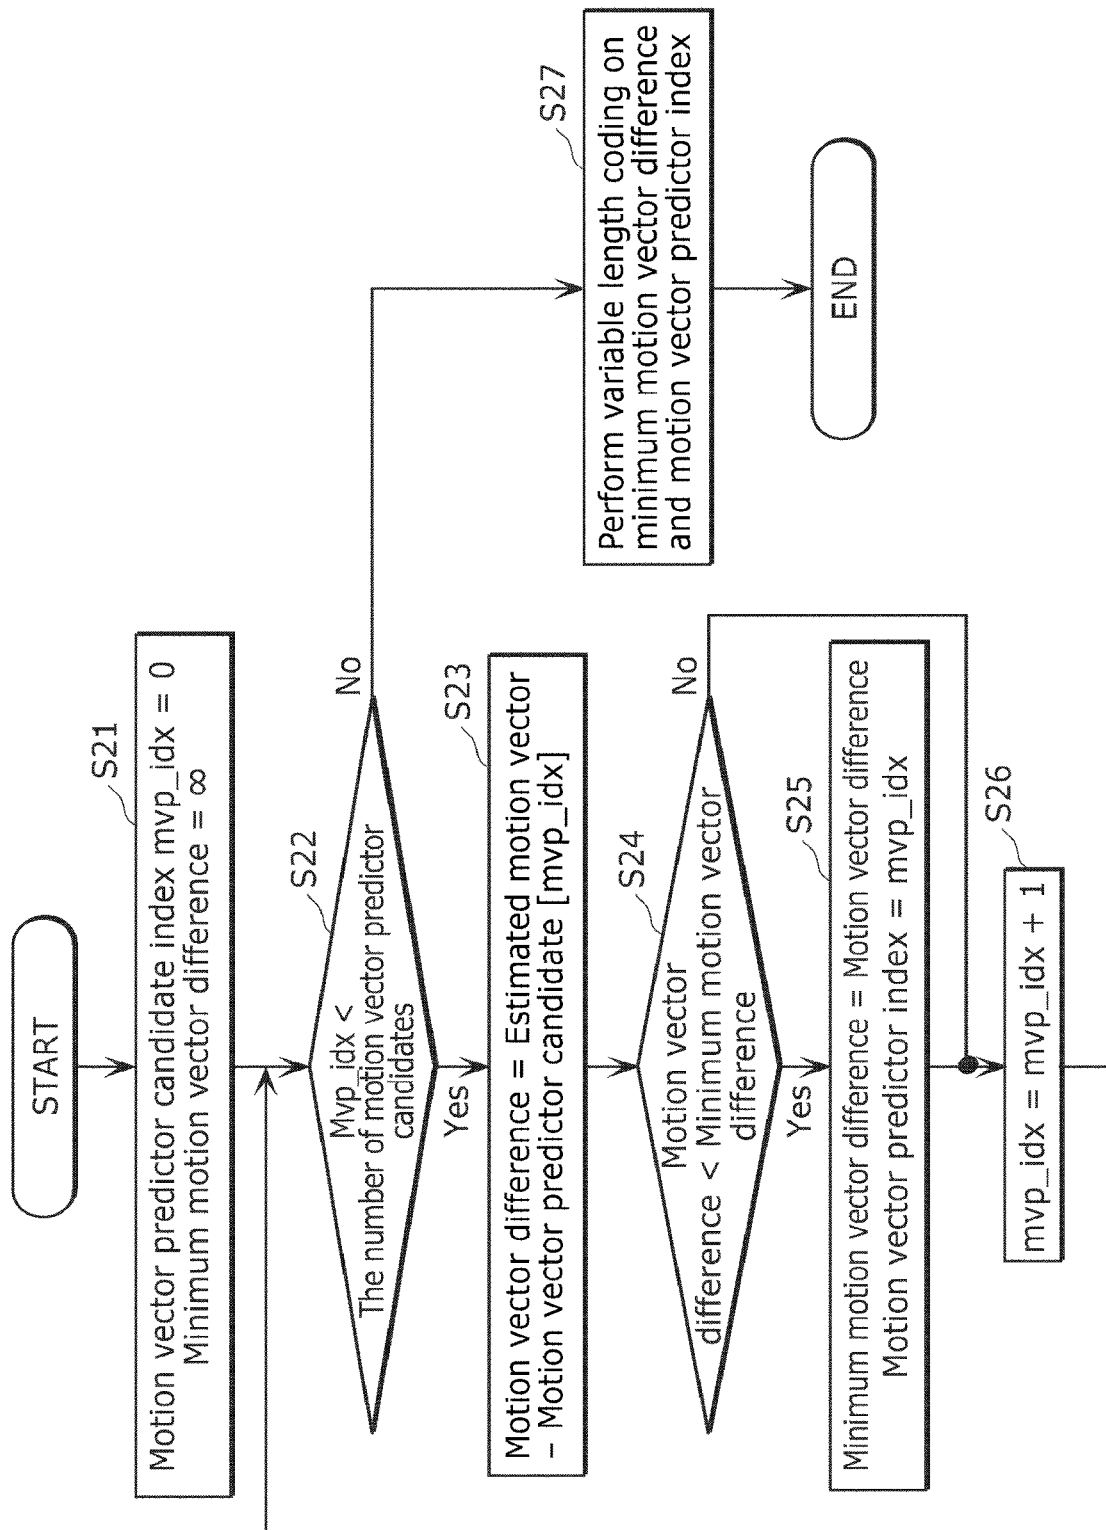 START
S21
Motion vector predictor candidate index mvp_idx = 0
Minimum motion vector difference = ∞
S22
Mvp_idx <
The number of motion vector predictor
candidates
No
Yes
S23
Motion vector difference = Estimated motion vector
– Motion vector predictor candidate [mvp_idx]
S24
Motion vector
difference < Minimum motion vector
difference
No
Yes
S25
Minimum motion vector difference = Motion vector difference
Motion vector predictor index = mvp_idx
S26
mvp_idx = mvp_idx + 1
S27
Perform variable length coding on
minimum motion vector difference
and motion vector predictor index
END